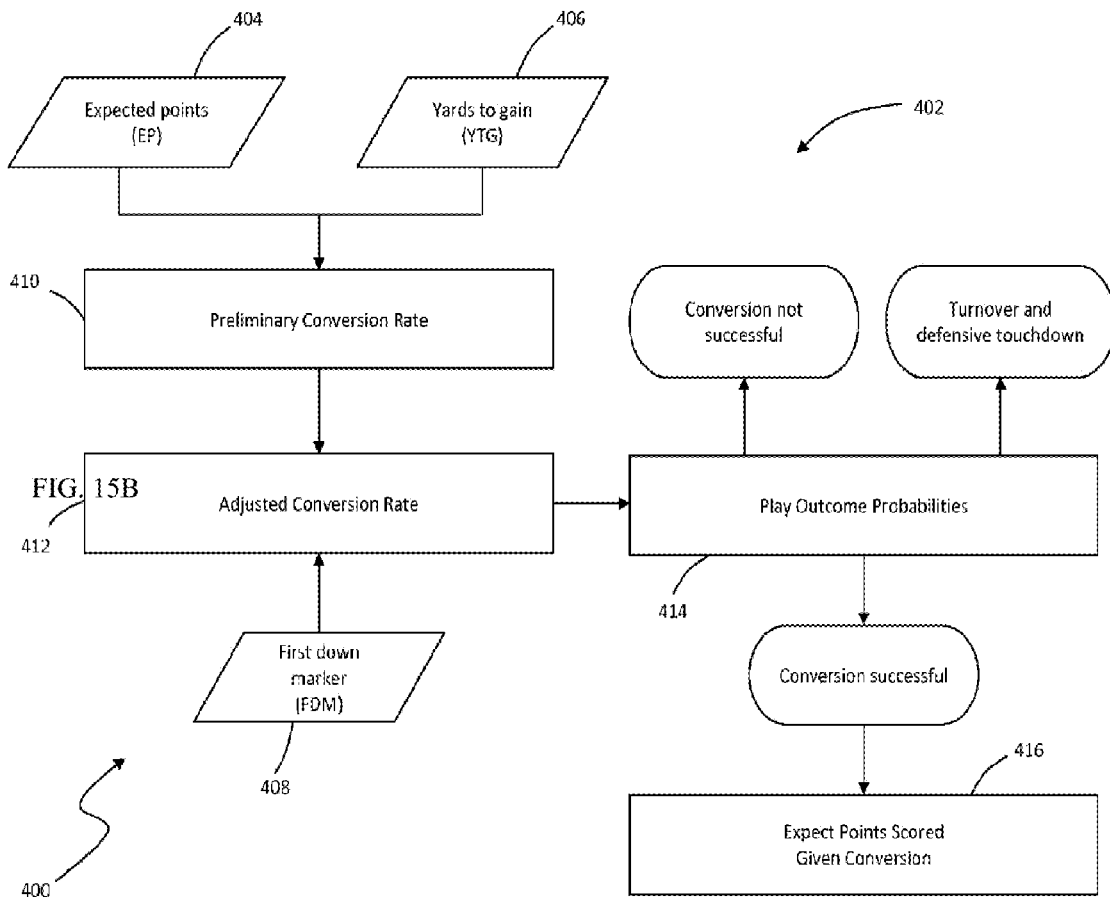 404
406
Expected points
(EP)
Yards to gain
(YTG)
402
410
Preliminary Conversion Rate
Conversion not
successful
Turnover and
defensive touchdown
FIG. 15B
412
Adjusted Conversion Rate
Play Outcome Probabilities
414
First down
marker
(FDM)
408
Conversion successful
416
Expect Points Scored
Given Conversion
400